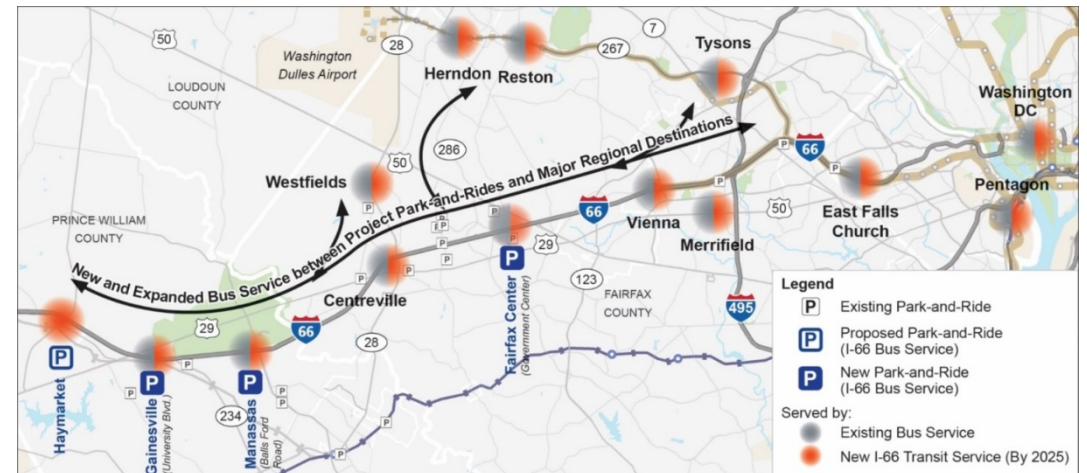 50
LOUDOUN
COUNTY
Washington
Dulles Airport
28
Herndon
Reston
267
7
Tysons
Washington
DC
Pentagon
66
286
50
Westfields
New and Expanded Bus Service between Project Park-and-Rides and Major Regional Destinations
PRINCE WILLIAM
COUNTY
Vienna
Merrifield
50
East Falls
Church
66
29
Centreville
123
FAIRFAX
COUNTY
495
29
66
28
234
P
Haymarket
P
Gainesville
(University Blvd.)
P
Manassas
(Balls Ford
Road)
P
Fairfax Center
(Government Center)
Legend
P
Existing Park-and-Ride
P
Proposed Park-and-Ride
(I-66 Bus Service)
P
New Park-and-Ride
(I-66 Bus Service)
Served by:
Existing Bus Service
New I-66 Transit Service (By 2025)